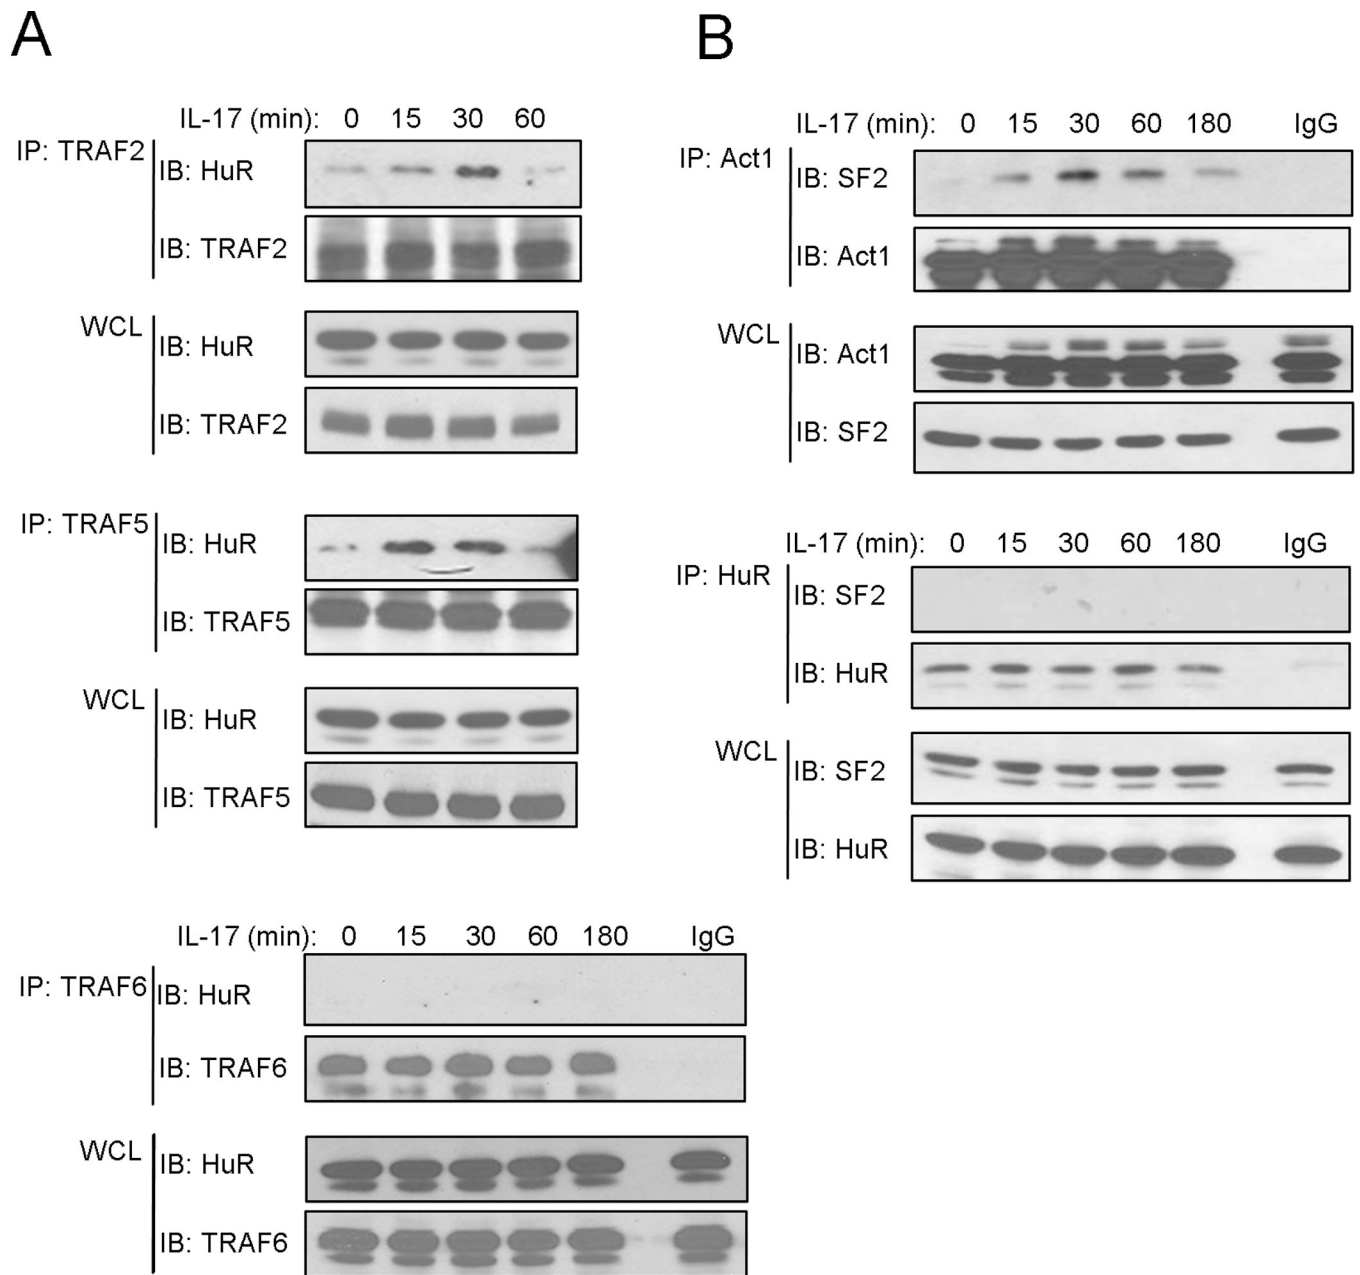 A
IL-17 (min): 0 15 30 60
IP: TRAF2
IB: HuR
IB: TRAF2
WCL
IB: HuR
IB: TRAF2
IP: TRAF5
IB: HuR
IB: TRAF5
WCL
IB: HuR
IB: TRAF5
IL-17 (min): 0 15 30 60 180 IgG
IP: TRAF6
IB: HuR
IB: TRAF6
WCL
IB: HuR
IB: TRAF6
B
IL-17 (min): 0 15 30 60 180 IgG
IP: Act1
IB: SF2
IB: Act1
WCL
IB: Act1
IB: SF2
IL-17 (min): 0 15 30 60 180 IgG
IP: HuR
IB: SF2
IB: HuR
WCL
IB: SF2
IB: HuR